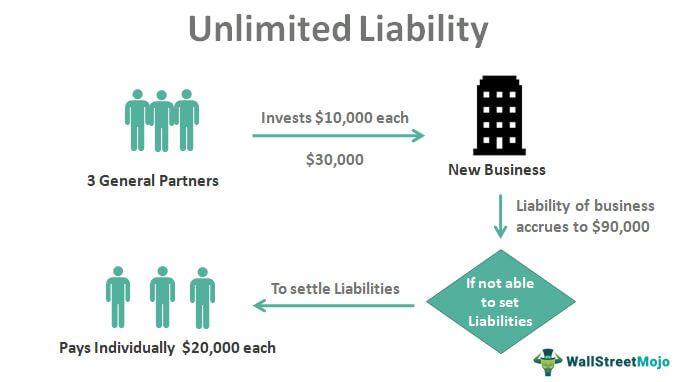 Unlimited Liability
Invests $10,000 each
$30,000
3 General Partners
New Business
Liability of business
accrues to $90,000
If not able
to set
Liabilities
To settle Liabilities
Pays Individually $20,000 each
WallStreetMojo